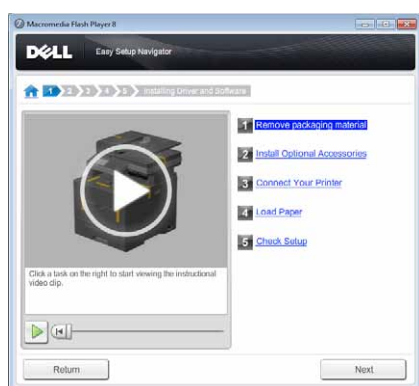 Macromedia Flash Player 8
DELL Easy Setup Navigator
1 2 3 4 5 Installing Driver and Software
1 Remove packaging material
2 Install Optional Accessories
3 Connect Your Printer
4 Load Paper
5 Check Setup
Click a task on the right to start viewing the instructional
video clip.
Return
Next